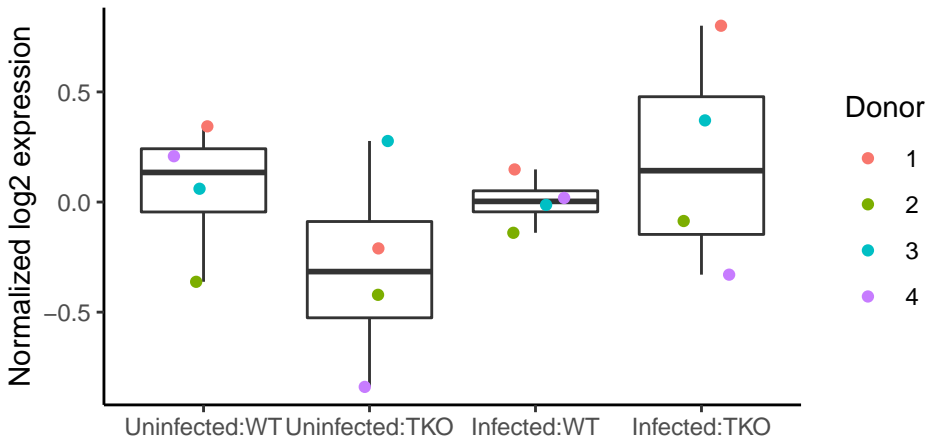 Normalized log2 expression
0.5
0.0
−0.5
Uninfected:WT
Uninfected:TKO
Infected:WT
Infected:TKO
Donor
1
2
3
4